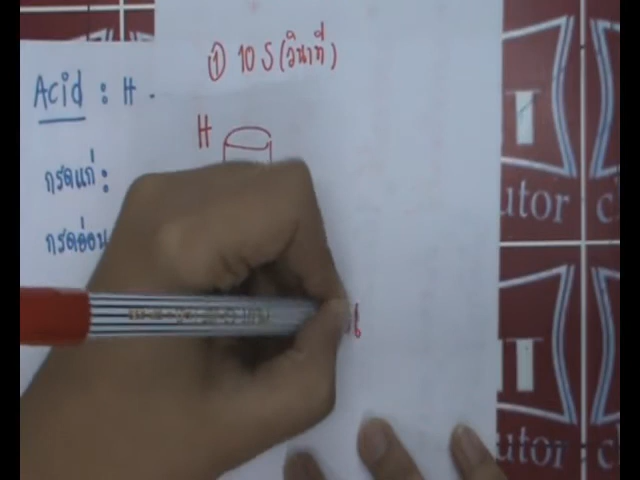 ① 10 S (วินาที)
Acid : H
H
กรดแก่ :
กรดอ่อน
utor
utor